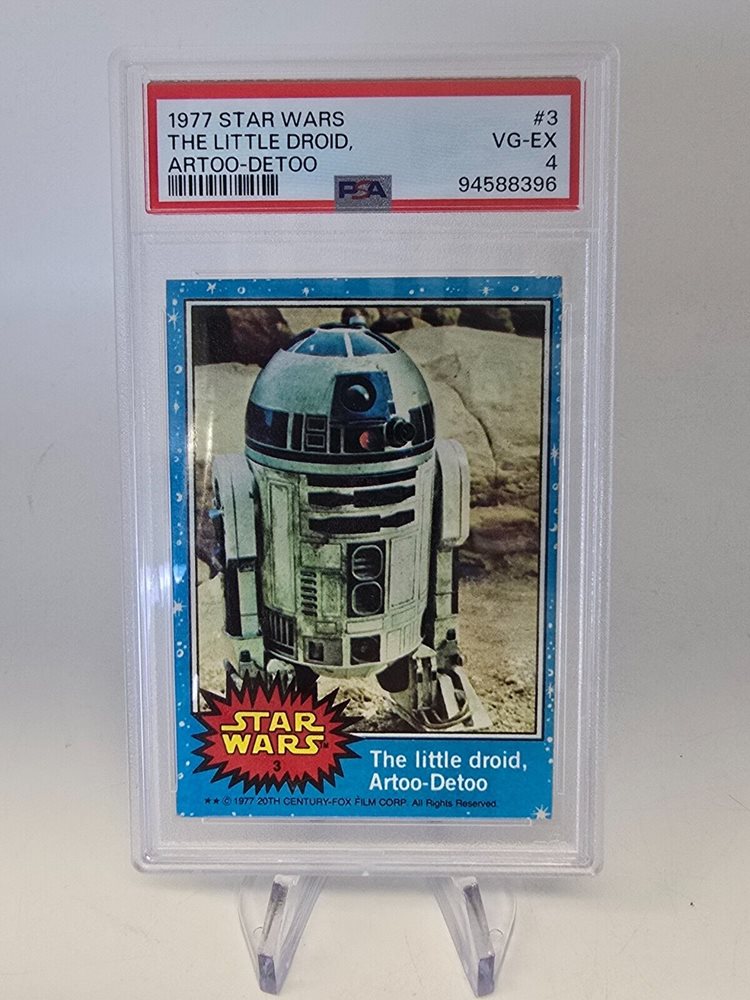 1977 STAR WARS #3
THE LITTLE DROID, VG-EX
ARTOO-DETOO 4
PSA 94588396
STAR
WARS™
3
The little droid,
Artoo-Detoo
★★ © 1977 20TH CENTURY-FOX FILM CORP. All Rights Reserved.